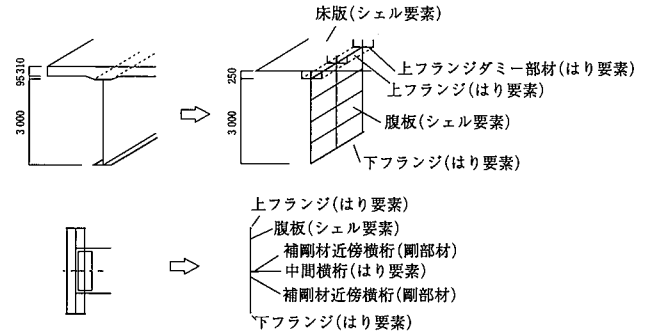 床版(シェル要素)
310
95
3 000
250
3 000
上フランジダミー部材(はり要素)
上フランジ(はり要素)
腹板(シェル要素)
下フランジ(はり要素)
上フランジ(はり要素)
腹板(シェル要素)
補剛材近傍横桁(剛部材)
中間横桁(はり要素)
補剛材近傍横桁(剛部材)
下フランジ(はり要素)